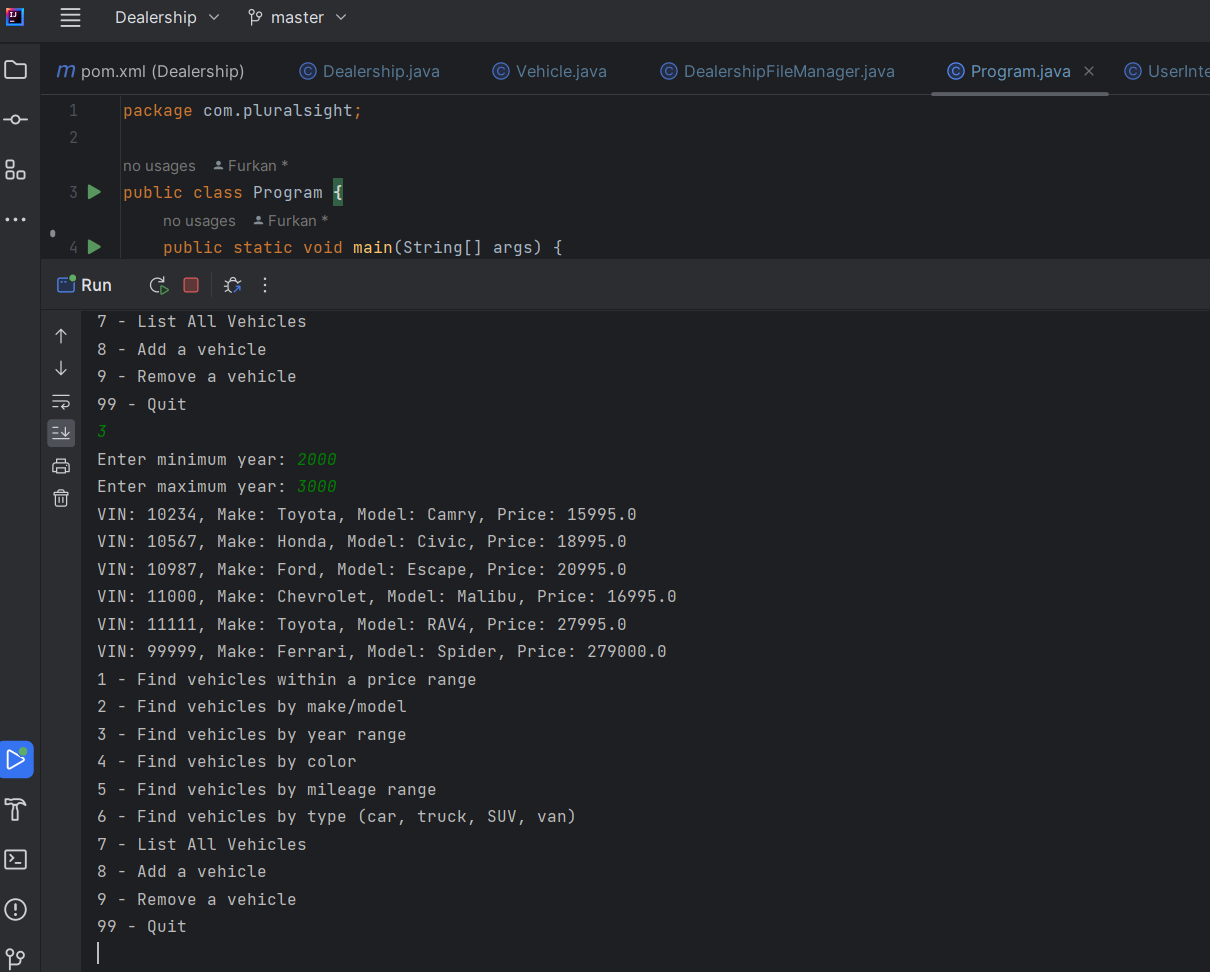 IJ
Dealership master
pom.xml (Dealership) Dealership.java Vehicle.java DealershipFileManager.java Program.java
1 package com.pluralsight;
2
no usages Furkan *
3 public class Program {
no usages Furkan *
4 public static void main(String[] args) {
Run
7 - List All Vehicles
8 - Add a vehicle
9 - Remove a vehicle
99 - Quit
3
Enter minimum year: 2000
Enter maximum year: 3000
VIN: 10234, Make: Toyota, Model: Camry, Price: 15995.0
VIN: 10567, Make: Honda, Model: Civic, Price: 18995.0
VIN: 10987, Make: Ford, Model: Escape, Price: 20995.0
VIN: 11000, Make: Chevrolet, Model: Malibu, Price: 16995.0
VIN: 11111, Make: Toyota, Model: RAV4, Price: 27995.0
VIN: 99999, Make: Ferrari, Model: Spider, Price: 279000.0
1 - Find vehicles within a price range
2 - Find vehicles by make/model
3 - Find vehicles by year range
4 - Find vehicles by color
5 - Find vehicles by mileage range
6 - Find vehicles by type (car, truck, SUV, van)
7 - List All Vehicles
8 - Add a vehicle
9 - Remove a vehicle
99 - Quit